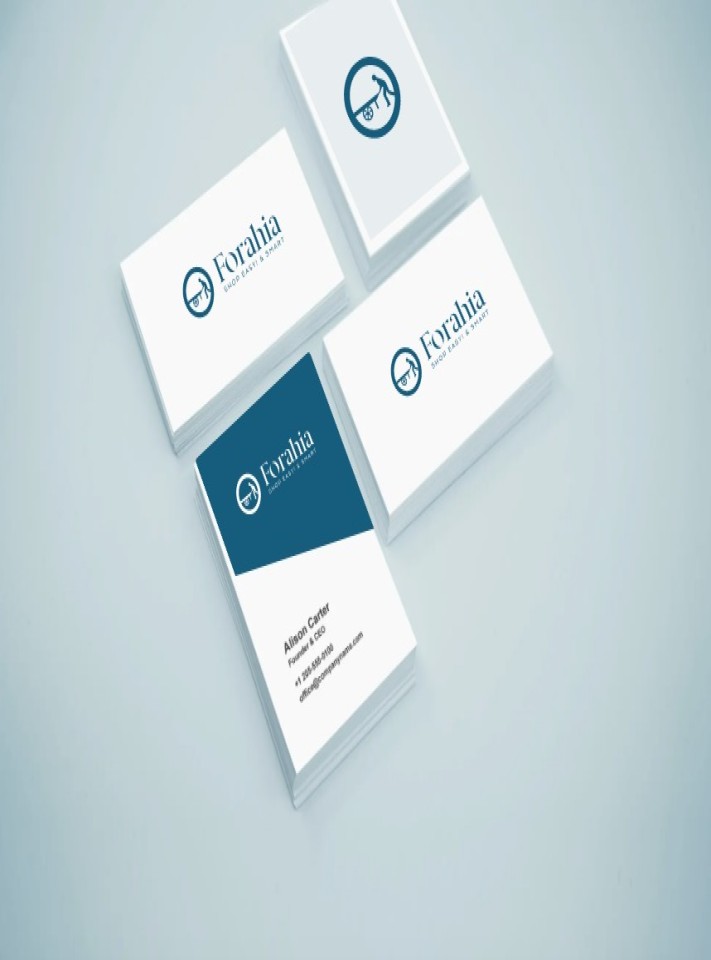 Forahia
SHOP EASY! & SMART
Forahia
SHOP EASY! & SMART
Forahia
SHOP EASY! & SMART
Alison Carter
Founder & CEO
+1 205-555-0100
office@companyname.com